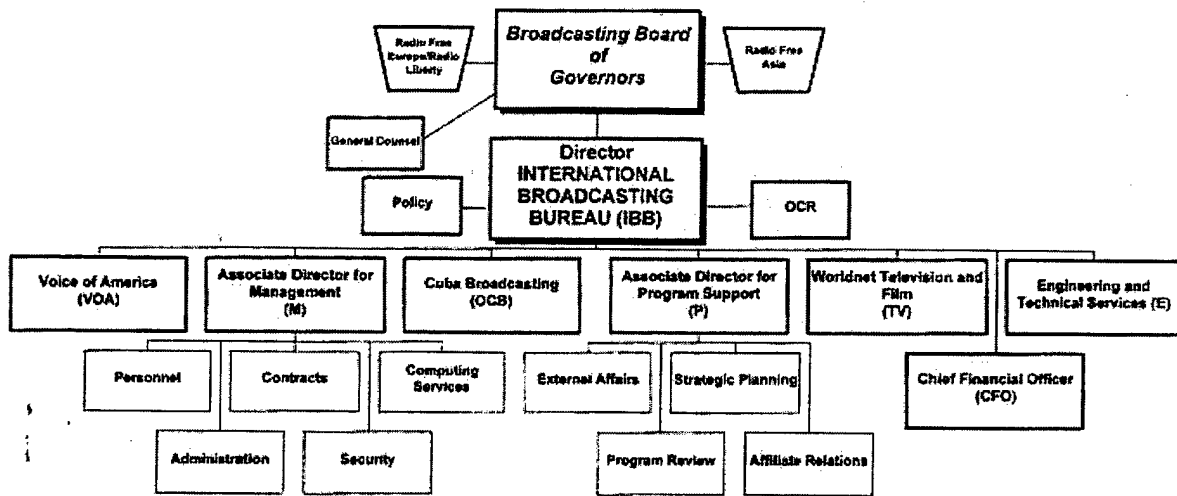 Radio Free
Europe/Radio
Liberty
Broadcasting Board
of
Governors
Radio Free
Asia
General Counsel
Director
INTERNATIONAL
BROADCASTING
BUREAU (IBB)
Policy
OCR
Voice of America
(VOA)
Associate Director for
Management
(M)
Cuba Broadcasting
(OCB)
Associate Director for
Program Support
(P)
Worldnet Television and
Film
(TV)
Engineering and
Technical Services (E)
Personnel
Contracts
Computing
Services
External Affairs
Strategic Planning
Chief Financial Officer
(CFO)
Administration
Security
Program Review
Affiliate Relations